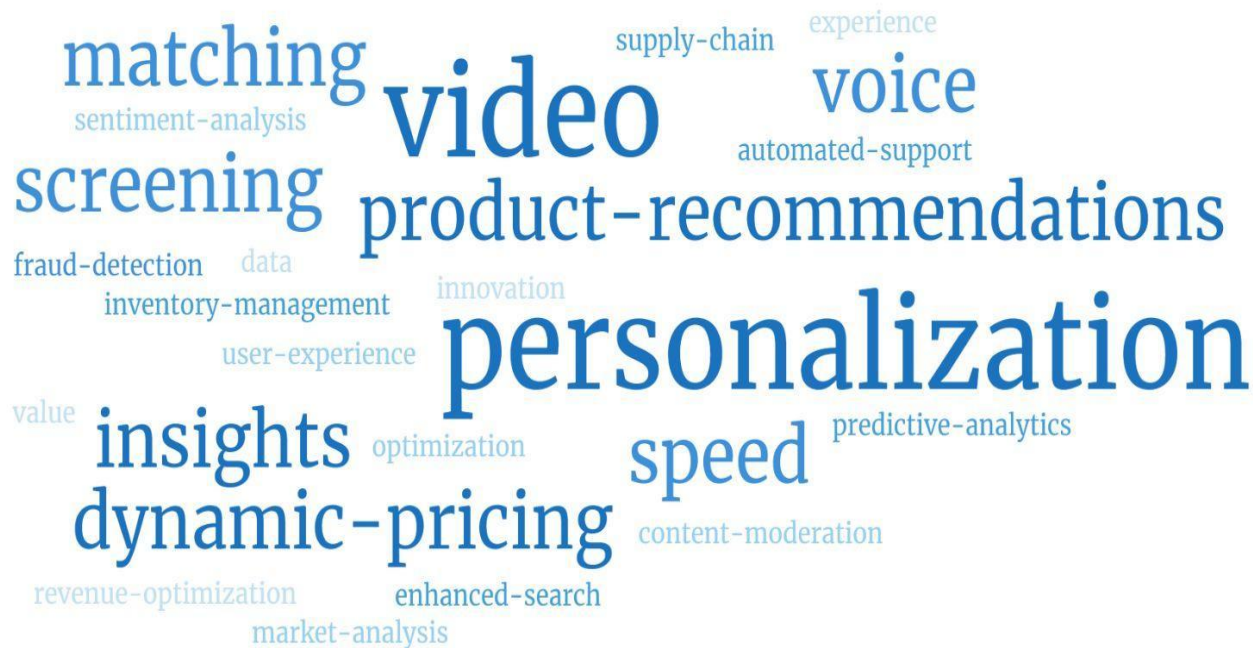 experience
supply-chain
matching
video
voice
sentiment-analysis
automated-support
screening
product-recommendations
fraud-detection
data
inventory-management
innovation
personalization
user-experience
value
insights
optimization
speed
predictive-analytics
dynamic-pricing
content-moderation
revenue-optimization
enhanced-search
market-analysis